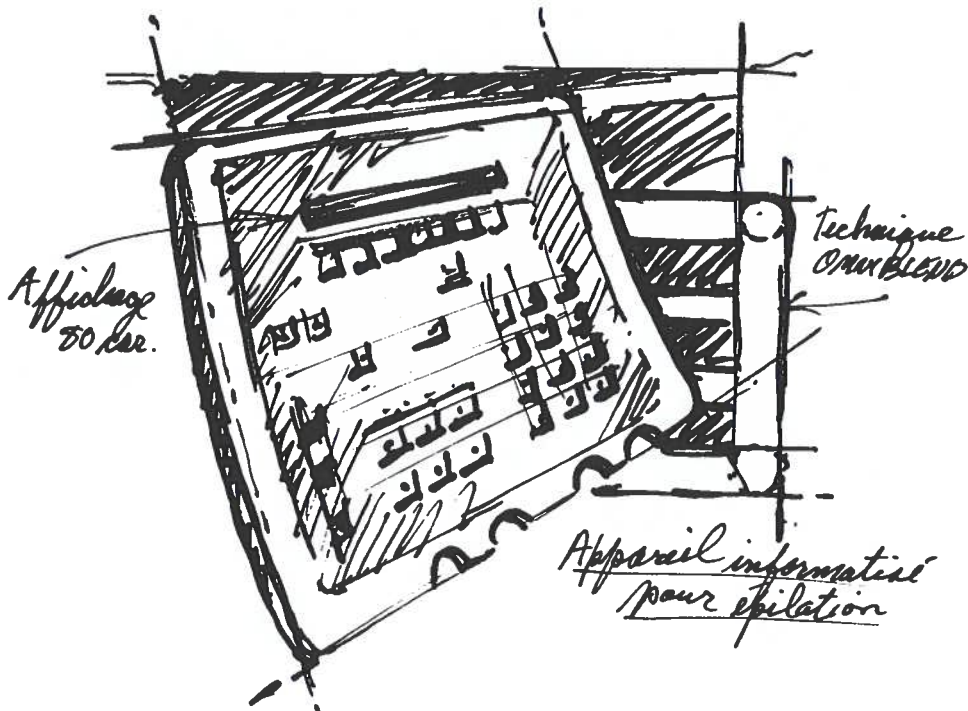 Affichage
80 car.
Technique
OMNIBLEND
Appareil informatisé
pour épilation